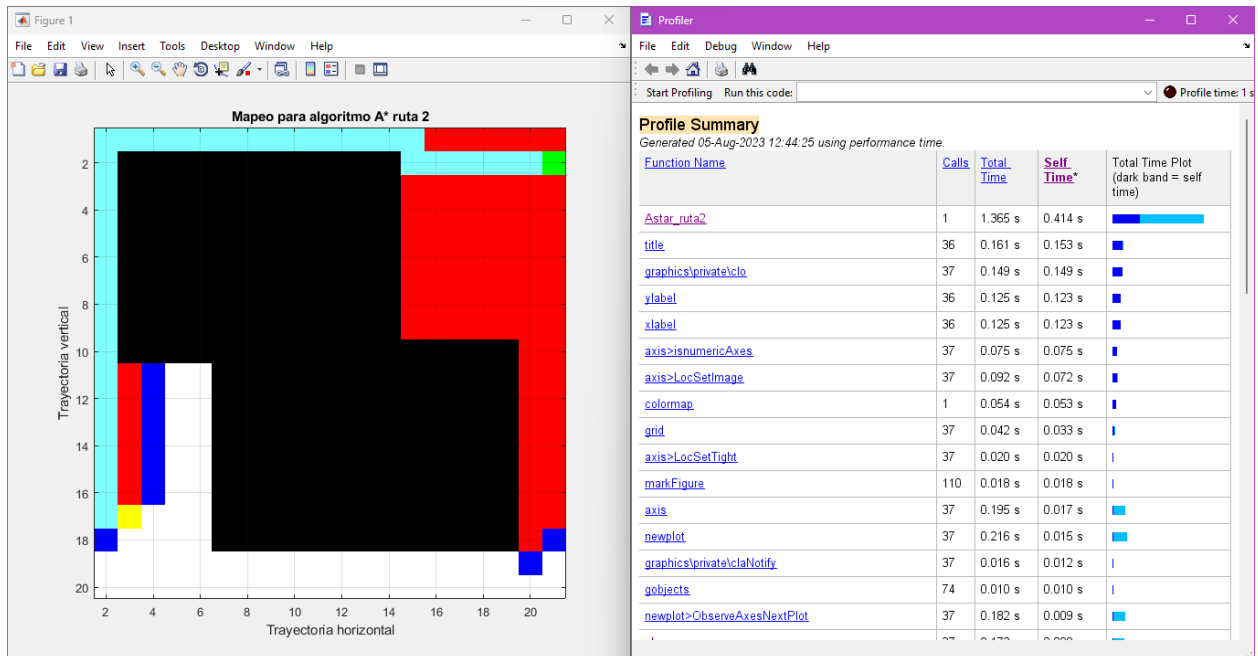 Figure 1
File Edit View Insert Tools Desktop Window Help
Mapeo para algoritmo A* ruta 2
2
4
6
8
10
12
14
16
18
20
Trayectoria vertical
2 4 6 8 10 12 14 16 18 20
Trayectoria horizontal
Profiler
File Edit Debug Window Help
Start Profiling Run this code: Profile time: 1 s
Profile Summary
Generated 05-Aug-2023 12:44:25 using performance time.
Function Name Calls Total Time Self Time* Total Time Plot (dark band = self time)
Astar_ruta2 1 1.365 s 0.414 s
title 36 0.161 s 0.153 s
graphics\private\clo 37 0.149 s 0.149 s
ylabel 36 0.125 s 0.123 s
xlabel 36 0.125 s 0.123 s
axis>isnumericAxes 37 0.075 s 0.075 s
axis>LocSetImage 37 0.092 s 0.072 s
colormap 1 0.054 s 0.053 s
grid 37 0.042 s 0.033 s
axis>LocSetTight 37 0.020 s 0.020 s
markFigure 110 0.018 s 0.018 s
axis 37 0.195 s 0.017 s
newplot 37 0.216 s 0.015 s
graphics\private\claNotify 37 0.016 s 0.012 s
gobjects 74 0.010 s 0.010 s
newplot>ObserveAxesNextPlot 37 0.182 s 0.009 s